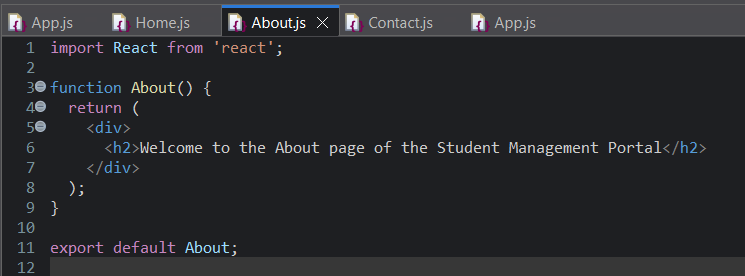 App.js Home.js About.js Contact.js App.js
1 import React from 'react';
2
3 function About() {
4   return (
5     <div>
6       <h2>Welcome to the About page of the Student Management Portal</h2>
7     </div>
8   );
9 }
10
11 export default About;
12